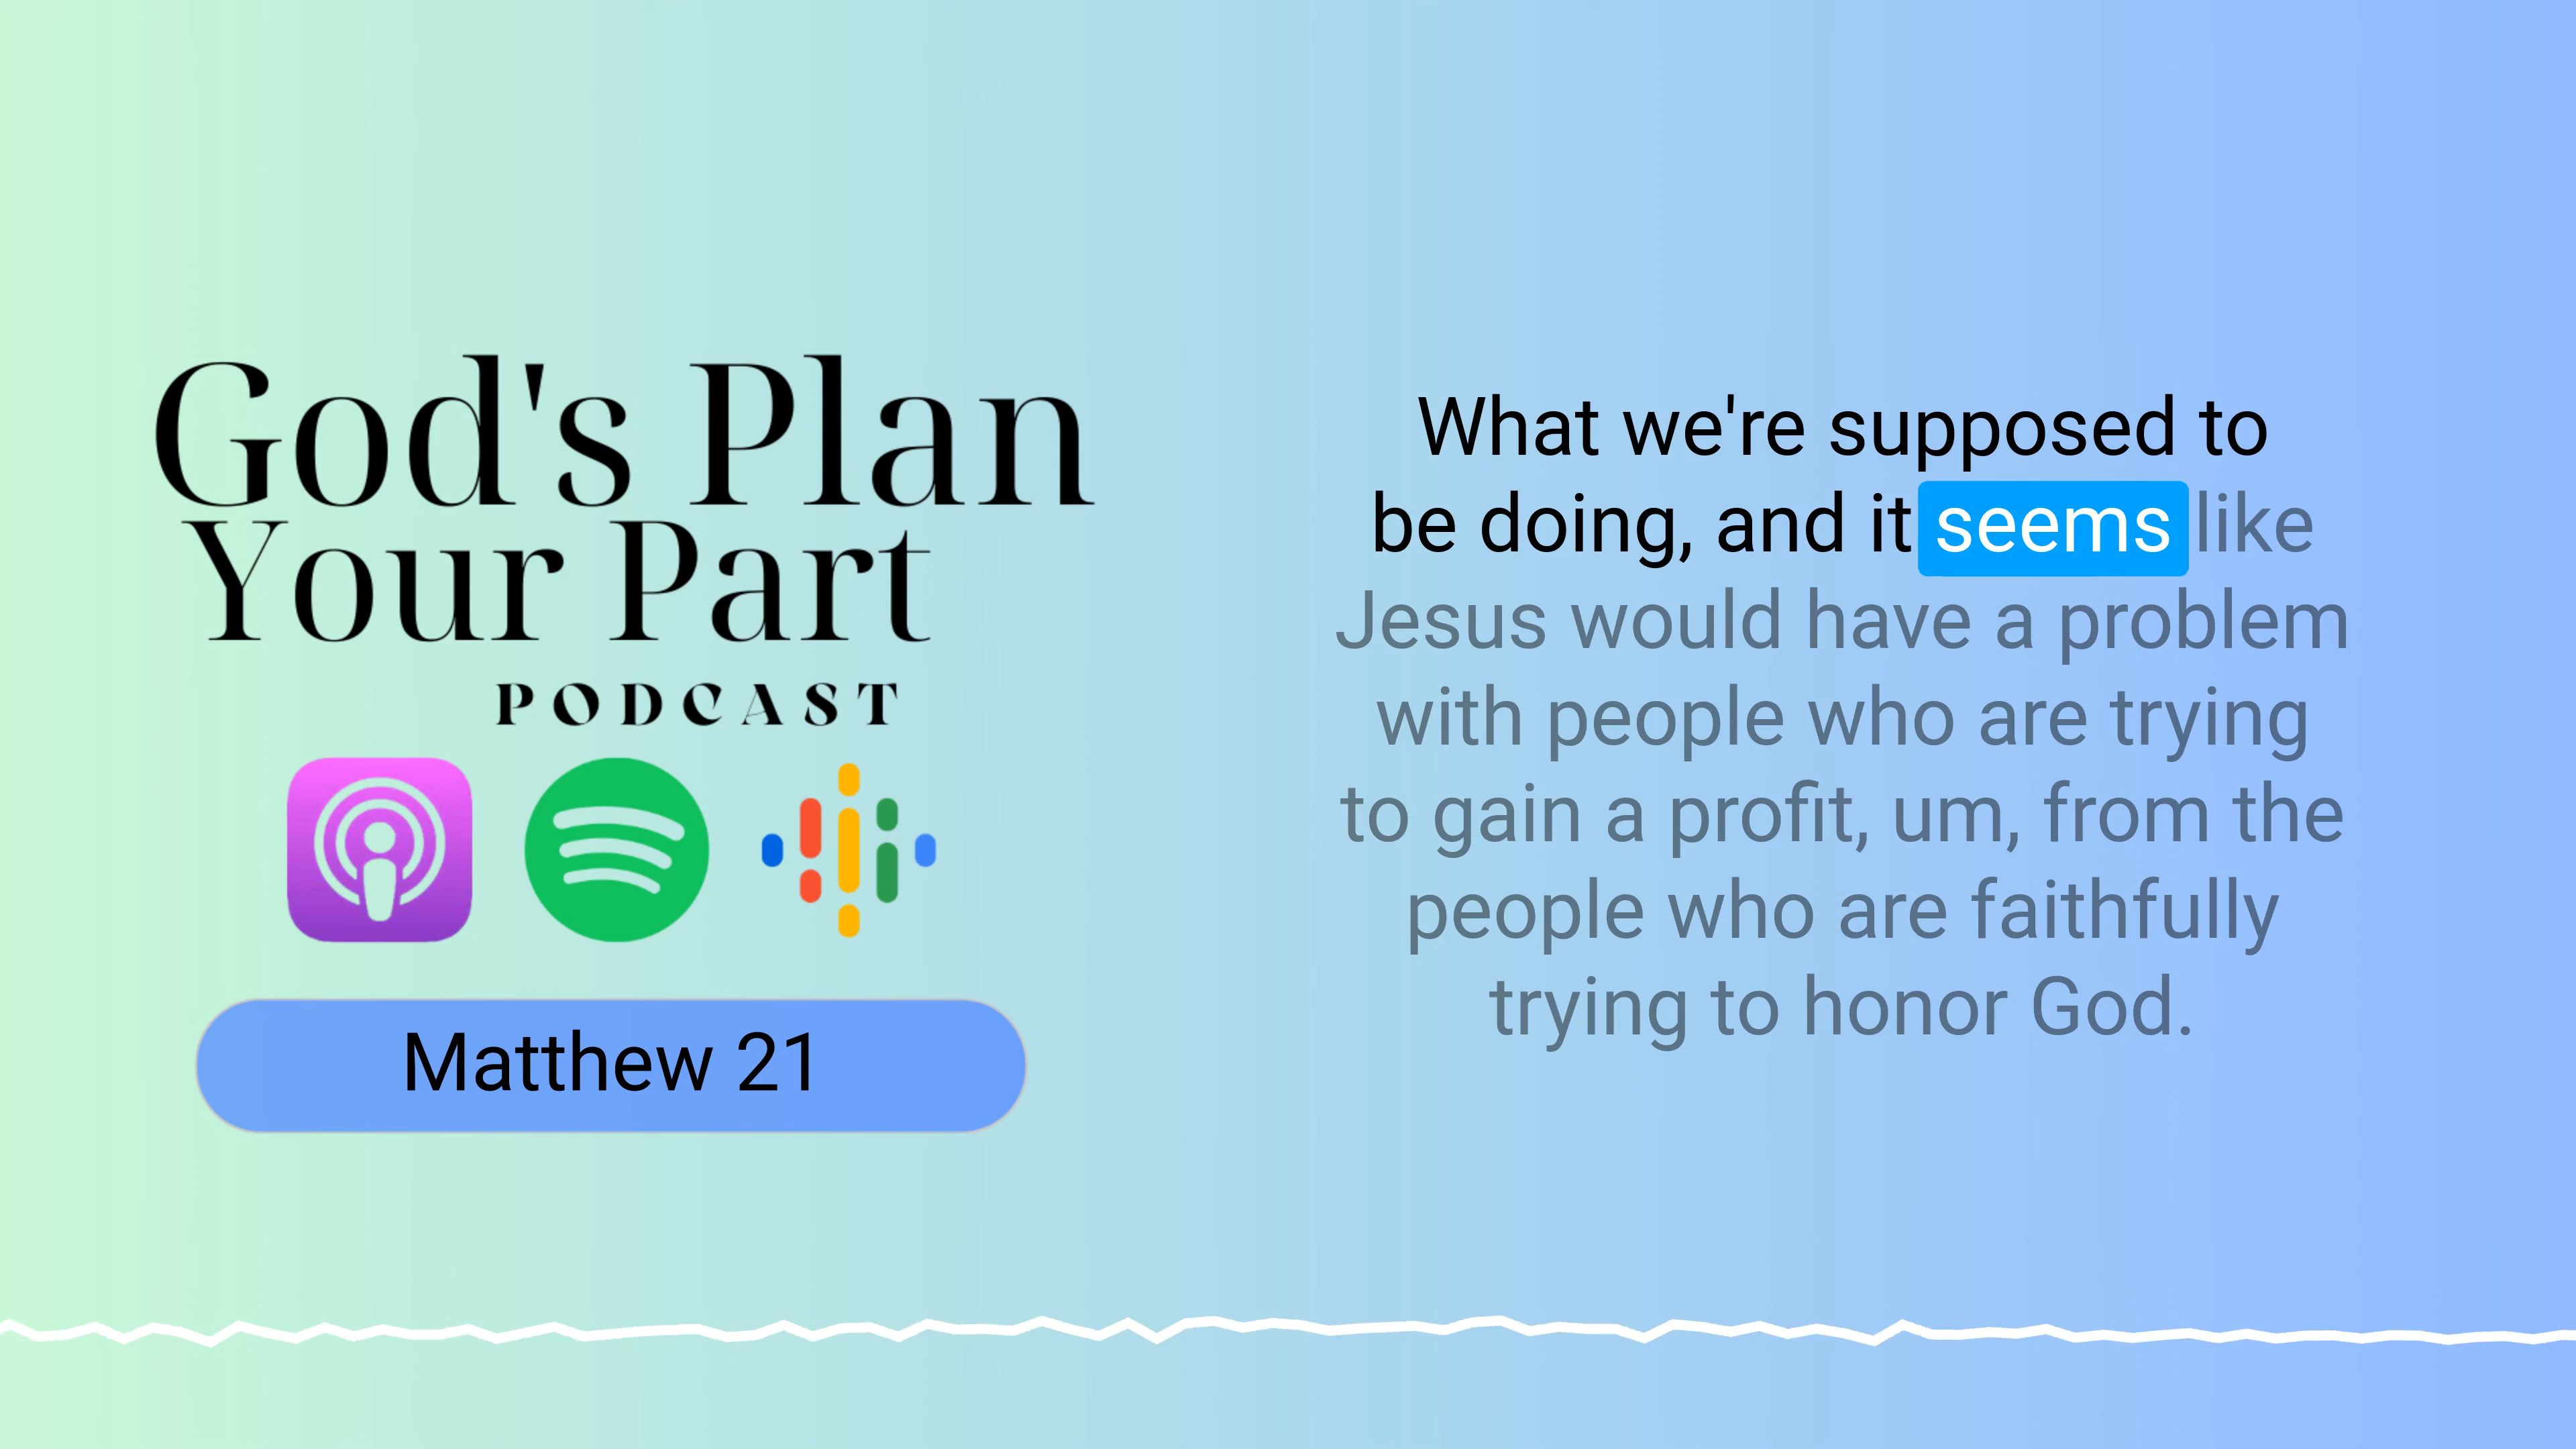 God's Plan
Your Part
PODCAST
Matthew 21
What we're supposed to
be doing, and it seems like
Jesus would have a problem
with people who are trying
to gain a profit, um, from the
people who are faithfully
trying to honor God.